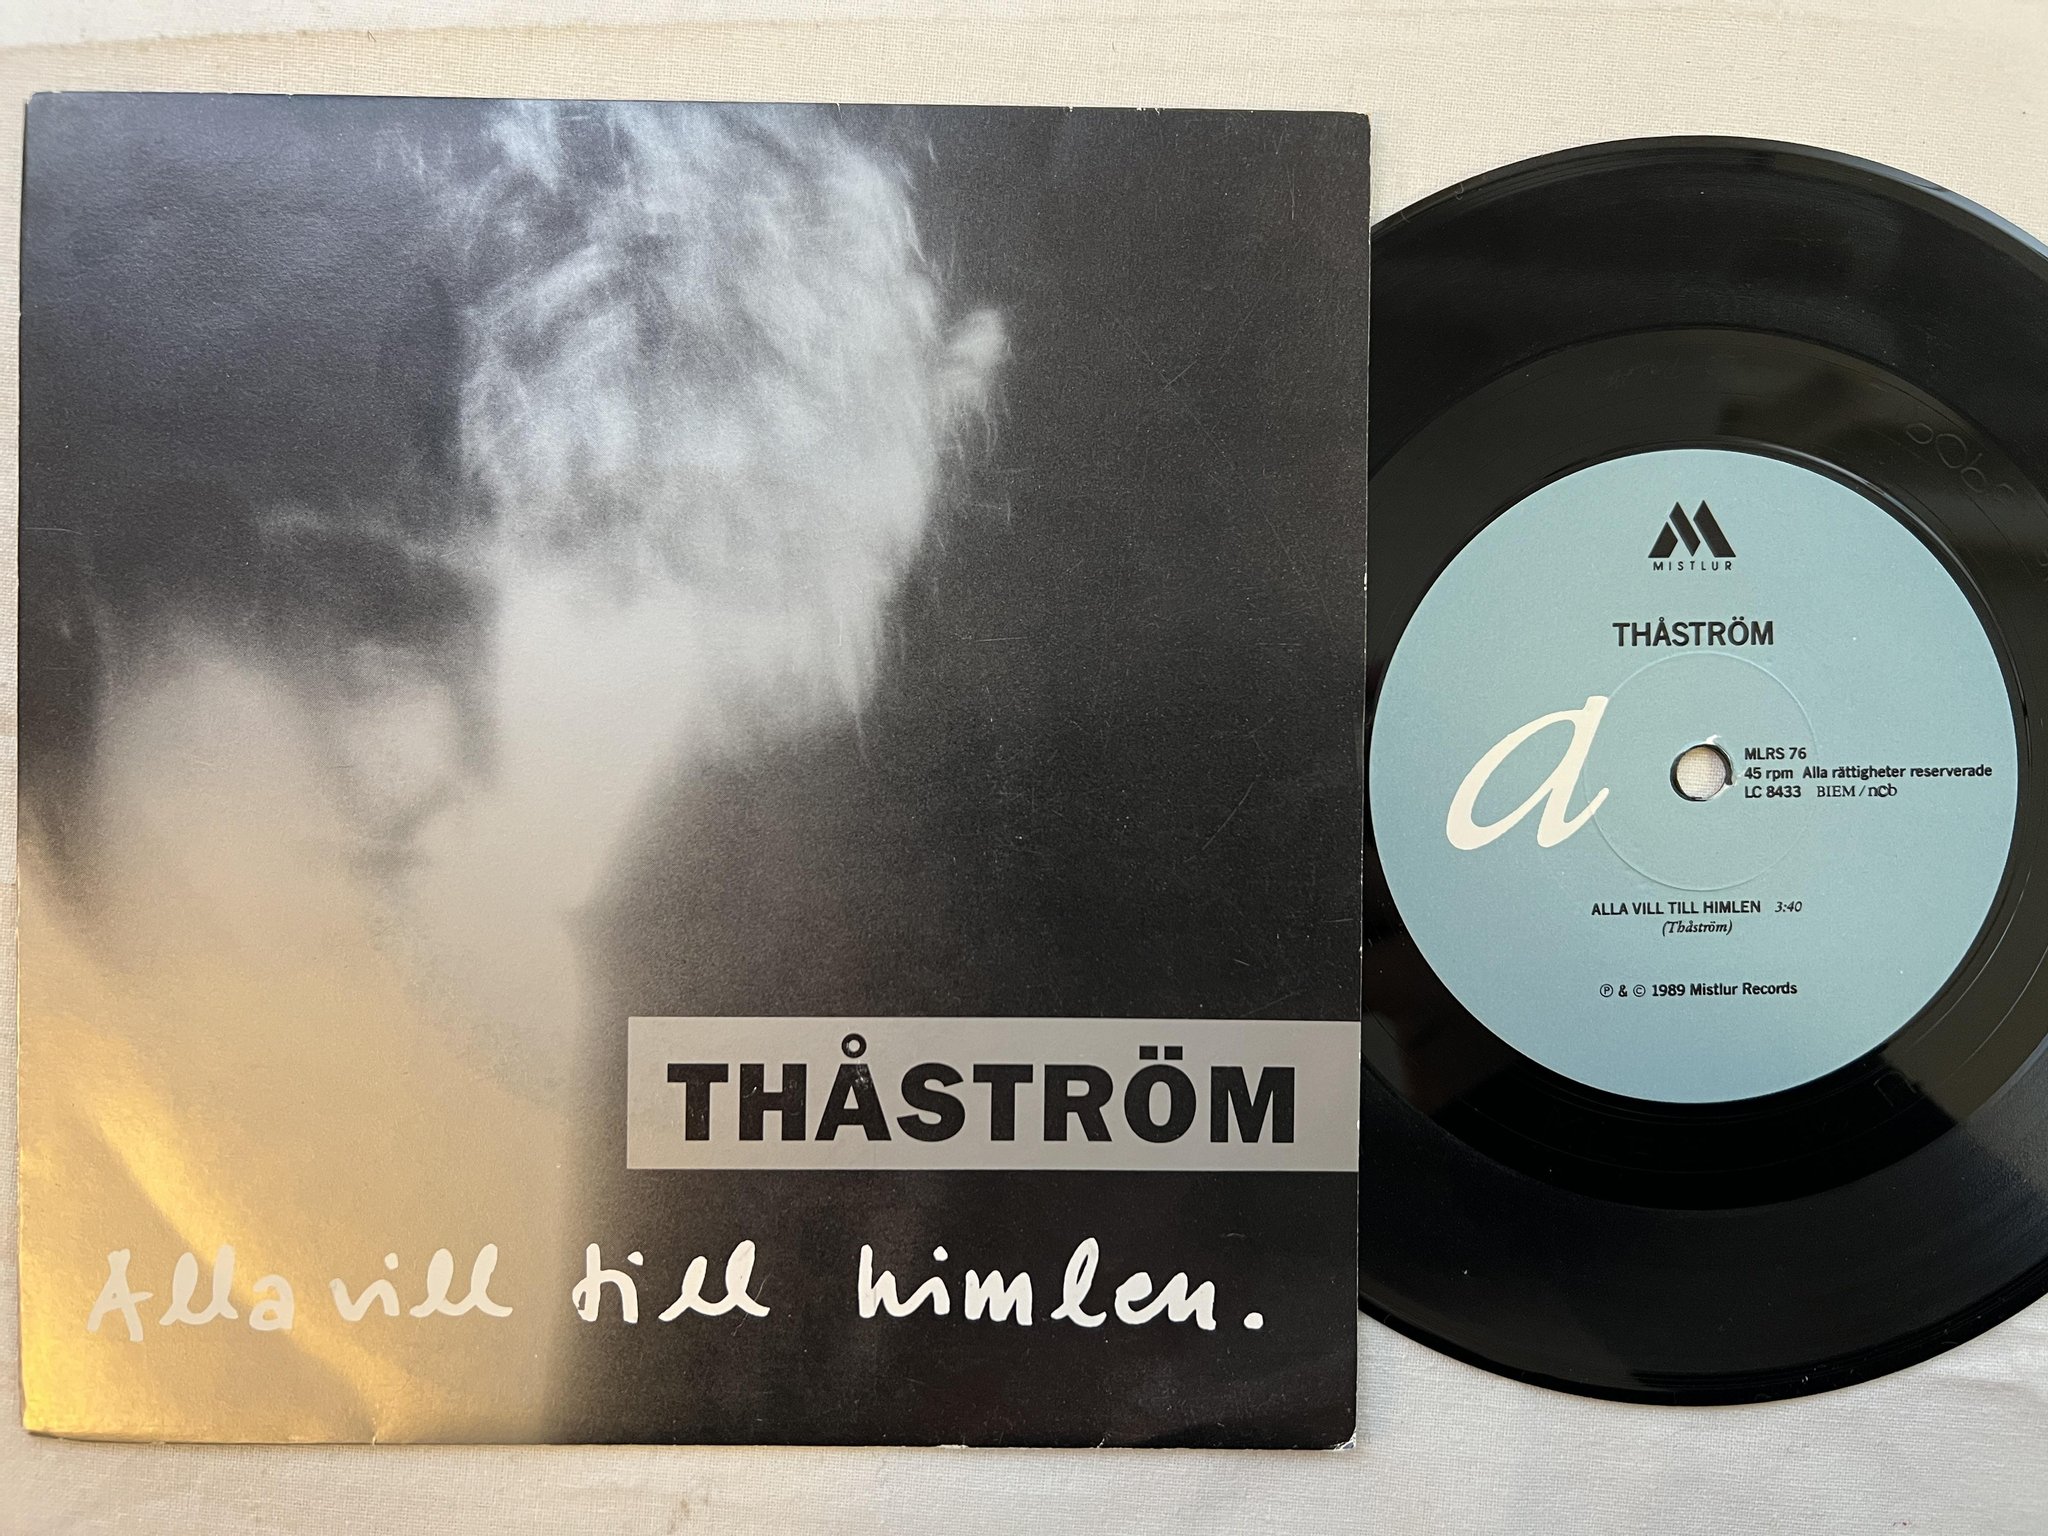 THÅSTRÖM
Alla vill till himlen.
MISTLUR
THÅSTRÖM
a
MLRS 76
45 rpm Alla rättigheter reserverade
LC 8433 BIEM/ncb
ALLA VILL TILL HIMLEN 3:40
(Thåström)
℗ & © 1989 Mistlur Records